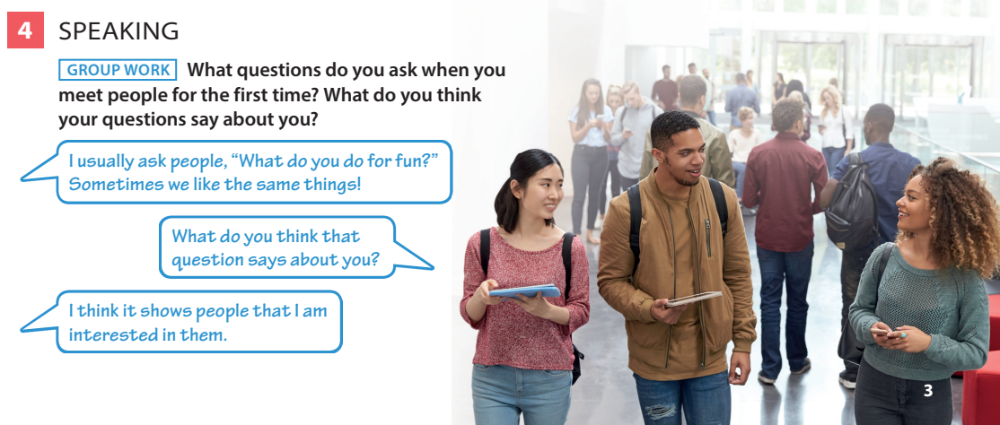 4 SPEAKING
GROUP WORK What questions do you ask when you
meet people for the first time? What do you think
your questions say about you?
I usually ask people, “What do you do for fun?”
Sometimes we like the same things!
What do you think that
question says about you?
I think it shows people that I am
interested in them.
3